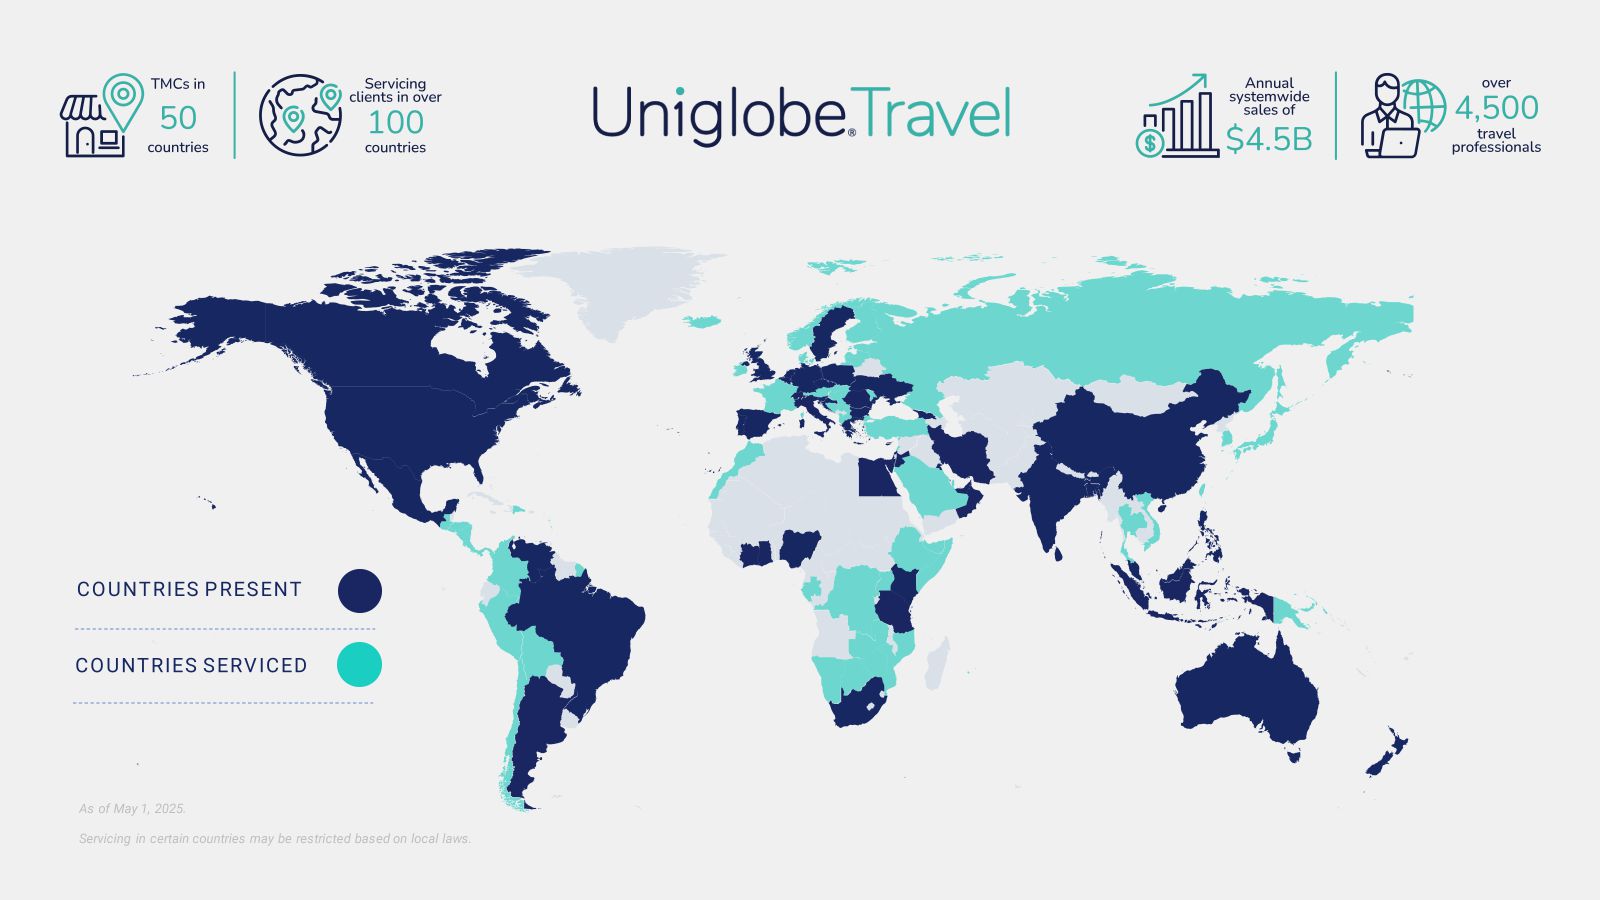 TMCs in
50
countries
Servicing
clients in over
100
countries
Uniglobe® Travel
Annual
systemwide
sales of
$4.5B
$
over
4,500
travel
professionals
COUNTRIES PRESENT
COUNTRIES SERVICED
As of May 1, 2025.
Servicing in certain countries may be restricted based on local laws.